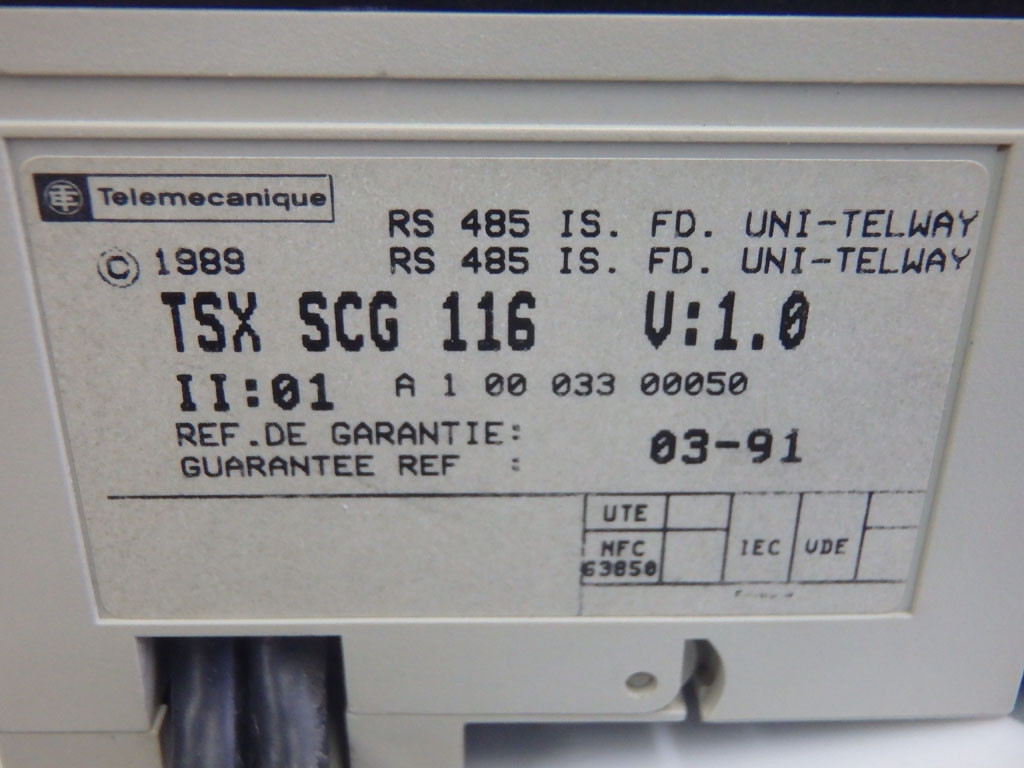 Telemecanique
RS 485 IS. FD. UNI-TELWAY
© 1989 RS 485 IS. FD. UNI-TELWAY
TSX SCG 116 V:1.0
II:01 A 1 00 033 00050
REF.DE GARANTIE:
GUARANTEE REF : 03-91
UTE
NFC IEC VDE
63850